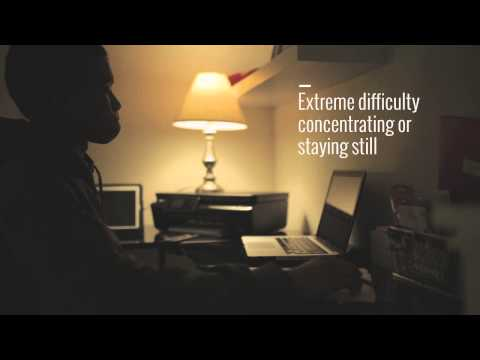 Extreme difficulty
concentrating or
staying still